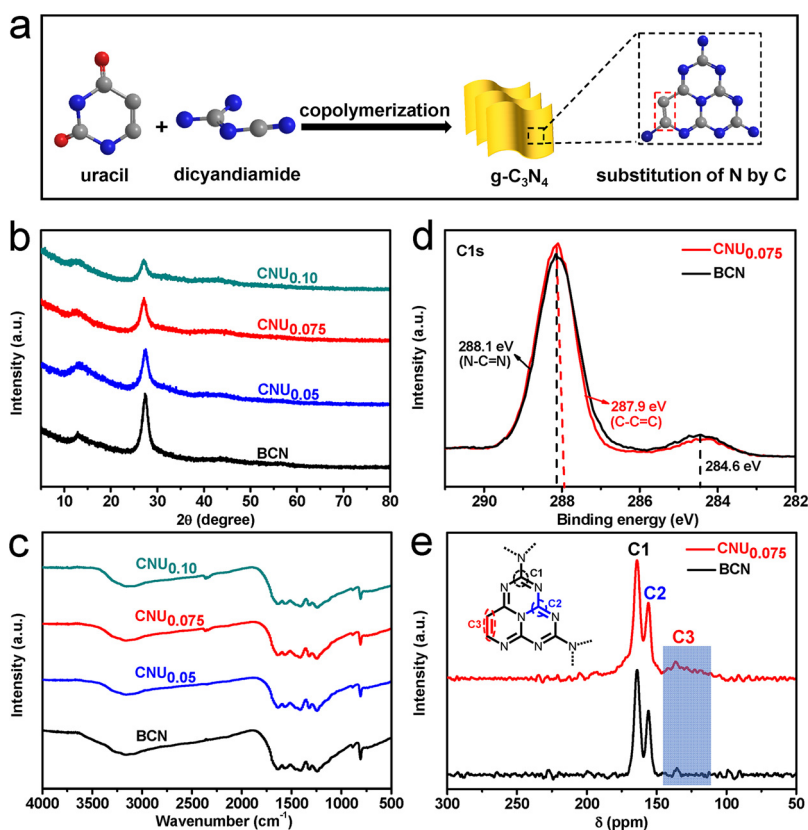 a
uracil
+
dicyandiamide
copolymerization
g-C₃N₄
substitution of N by C
b
Intensity (a.u.)
CNU0.10
CNU0.075
CNU0.05
BCN
10 20 30 40 50 60 70 80
2θ (degree)
d
C1s
CNU0.075
BCN
Intensity (a.u.)
288.1 eV
(N-C=N)
287.9 eV
(C-C=C)
284.6 eV
290 288 286 284 282
Binding energy (eV)
c
Intensity (a.u.)
CNU0.10
CNU0.075
CNU0.05
BCN
4000 3500 3000 2500 2000 1500 1000 500
Wavenumber (cm⁻¹)
e
C1
C2
C3
CNU0.075
BCN
Intensity (a.u.)
N
C1
N N
C2
C3
N N
N N N
300 250 200 150 100 50
δ (ppm)